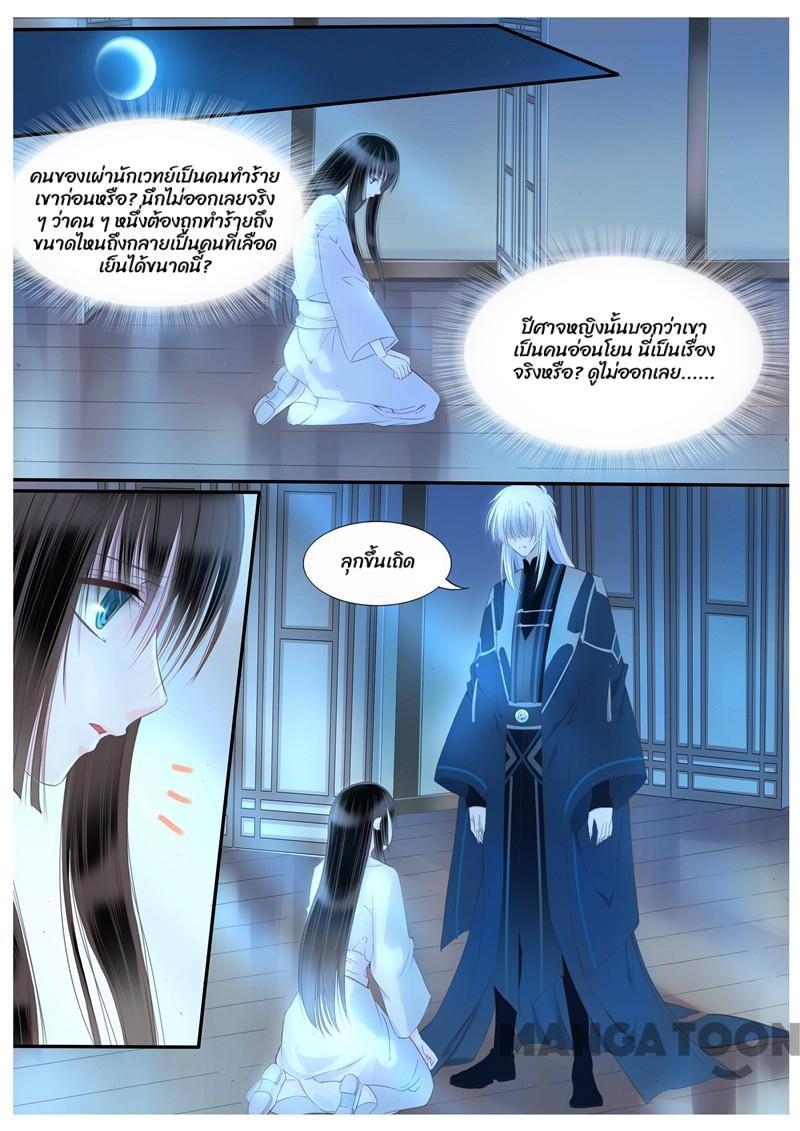 คนของเผ่านักเวทย์เป็นคนทำร้าย
เขาก่อนหรือ? นึกไม่ออกเลยจริง
ๆ ว่าคน ๆ หนึ่งต้องถูกทำร้ายถึง
ขนาดไหนถึงกลายเป็นคนที่เลือด
เย็นได้ขนาดนี้?
ปีศาจหญิงนั้นบอกว่าเขา
เป็นคนอ่อนโยน นี่เป็นเรื่อง
จริงหรือ? ดูไม่ออกเลย......
ลุกขึ้นเถิด
MANGATOON